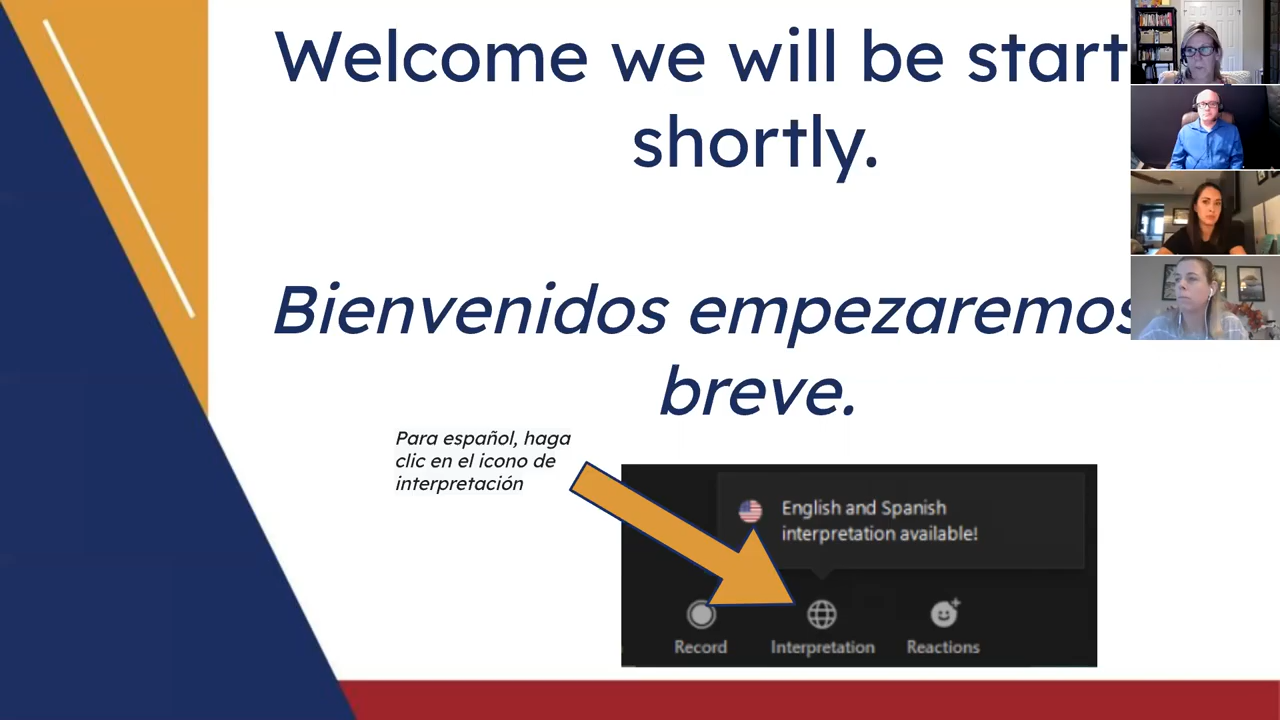 Welcome we will be start
shortly.
Bienvenidos empezaremos
breve.
Para español, haga
clic en el icono de
interpretación
English and Spanish
interpretation available!
Record
Interpretation
Reactions